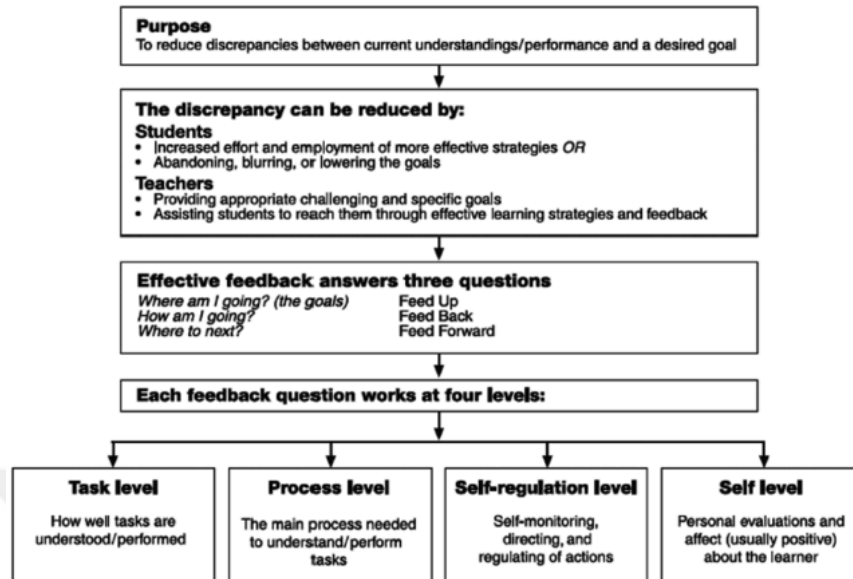 Purpose
To reduce discrepancies between current understandings/performance and a desired goal
The discrepancy can be reduced by:
Students
• Increased effort and employment of more effective strategies OR
• Abandoning, blurring, or lowering the goals
Teachers
• Providing appropriate challenging and specific goals
• Assisting students to reach them through effective learning strategies and feedback
Effective feedback answers three questions
Where am I going? (the goals) Feed Up
How am I going? Feed Back
Where to next? Feed Forward
Each feedback question works at four levels:
Task level
How well tasks are
understood/performed
Process level
The main process needed
to understand/perform
tasks
Self-regulation level
Self-monitoring,
directing, and
regulating of actions
Self level
Personal evaluations and
affect (usually positive)
about the learner